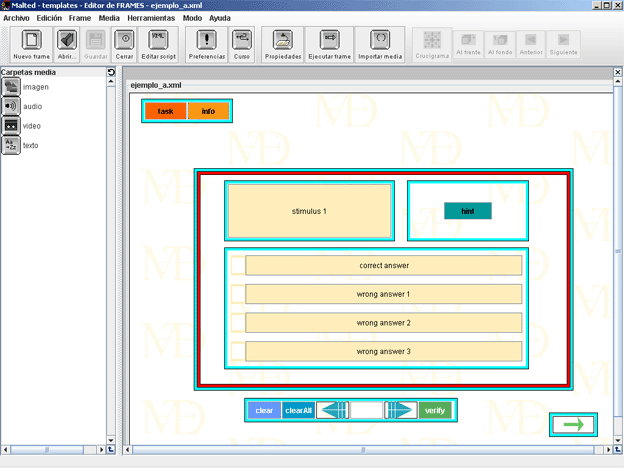 Malted - templates - Editor de FRAMES - ejemplo_a.xml
Archivo Edición Frame Media Herramientas Modo Ayuda
Nuevo frame Abrir... Guardar Cerrar Editar script Preferencias Curso Propiedades Ejecutar frame Importar media Crucigrama Al frente Al fondo Anterior Siguiente
Carpetas media
imagen
audio
video
texto
ejemplo_a.xml
task info
stimulus 1
hint
correct answer
wrong answer 1
wrong answer 2
wrong answer 3
clear clearAll verify